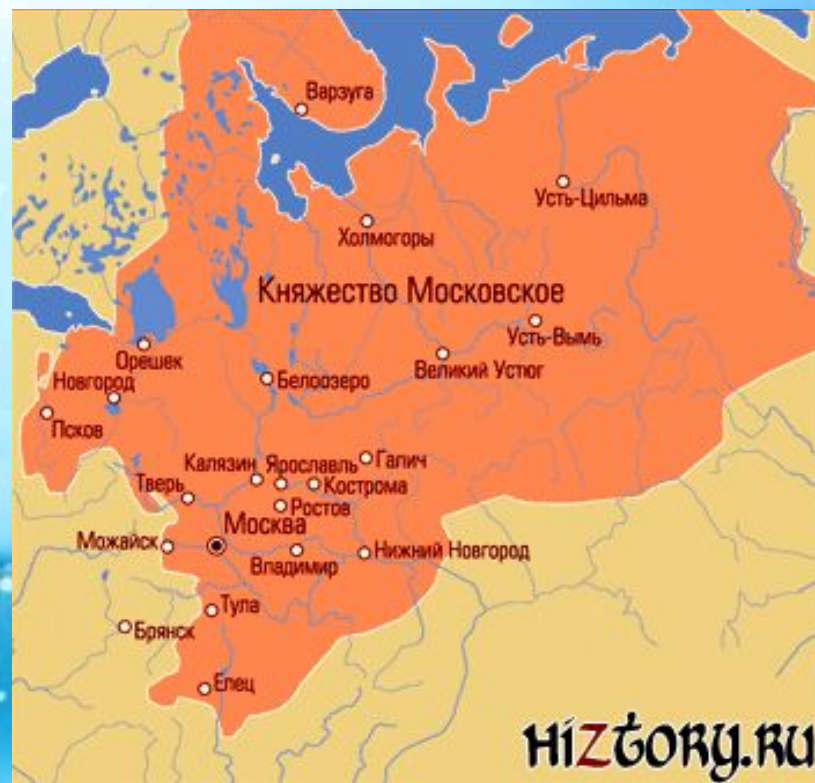 Варзуга
Усть-Цильма
Холмогоры
Княжество Московское
Усть-Вымь
Орешек
Великий Устюг
Новгород
Белоозеро
Псков
Калязин
Ярославль
Галич
Тверь
Кострома
Ростов
Москва
Можайск
Владимир
Нижний Новгород
Тула
Брянск
Елец
HiZtORY.RU